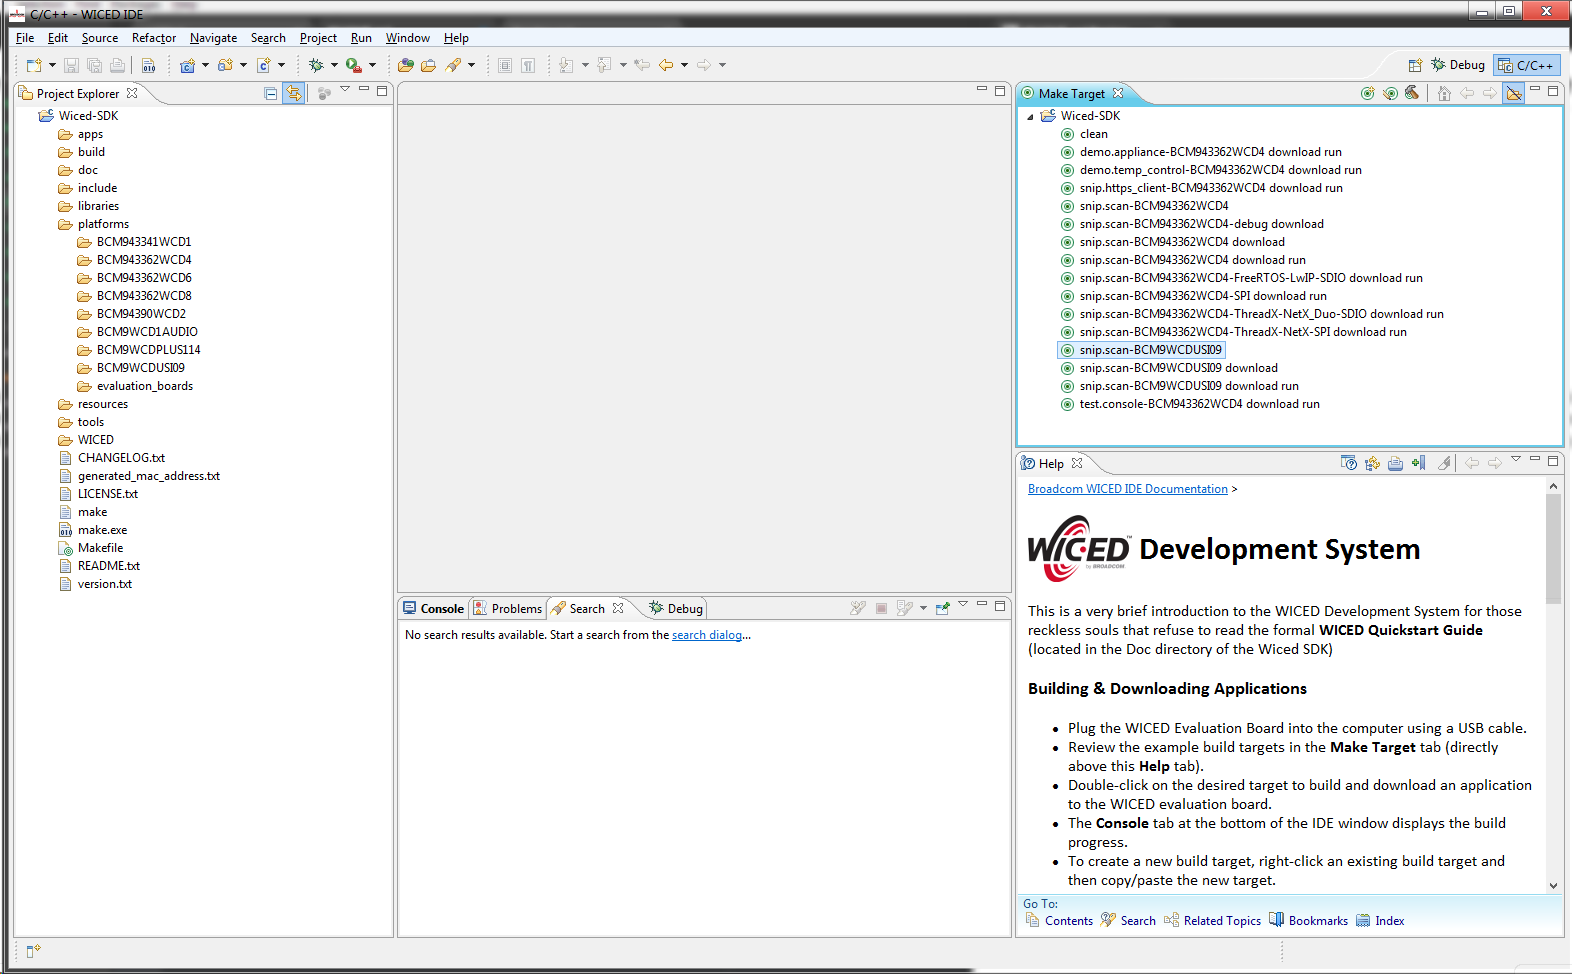 C/C++ - WICED IDE
File Edit Source Refactor Navigate Search Project Run Window Help
Debug C/C++
Project Explorer
Wiced-SDK
apps
build
doc
include
libraries
platforms
BCM943341WCD1
BCM943362WCD4
BCM943362WCD6
BCM943362WCD8
BCM94390WCD2
BCM9WCD1AUDIO
BCM9WCDPLUS114
BCM9WCDUSI09
evaluation_boards
resources
tools
WICED
CHANGELOG.txt
generated_mac_address.txt
LICENSE.txt
make
make.exe
Makefile
README.txt
version.txt
Console Problems Search Debug
No search results available. Start a search from the search dialog...
Make Target
Wiced-SDK
clean
demo.appliance-BCM943362WCD4 download run
demo.temp_control-BCM943362WCD4 download run
snip.https_client-BCM943362WCD4 download run
snip.scan-BCM943362WCD4
snip.scan-BCM943362WCD4-debug download
snip.scan-BCM943362WCD4 download
snip.scan-BCM943362WCD4 download run
snip.scan-BCM943362WCD4-FreeRTOS-LwIP-SDIO download run
snip.scan-BCM943362WCD4-SPI download run
snip.scan-BCM943362WCD4-ThreadX-NetX_Duo-SDIO download run
snip.scan-BCM943362WCD4-ThreadX-NetX-SPI download run
snip.scan-BCM9WCDUSI09
snip.scan-BCM9WCDUSI09 download
snip.scan-BCM9WCDUSI09 download run
test.console-BCM943362WCD4 download run
Help
Broadcom WICED IDE Documentation >
WICED™ by BROADCOM Development System
This is a very brief introduction to the WICED Development System for those
reckless souls that refuse to read the formal WICED Quickstart Guide
(located in the Doc directory of the Wiced SDK)
Building & Downloading Applications
• Plug the WICED Evaluation Board into the computer using a USB cable.
• Review the example build targets in the Make Target tab (directly
above this Help tab).
• Double-click on the desired target to build and download an application
to the WICED evaluation board.
• The Console tab at the bottom of the IDE window displays the build
progress.
• To create a new build target, right-click an existing build target and
then copy/paste the new target.
Go To:
Contents Search Related Topics Bookmarks Index